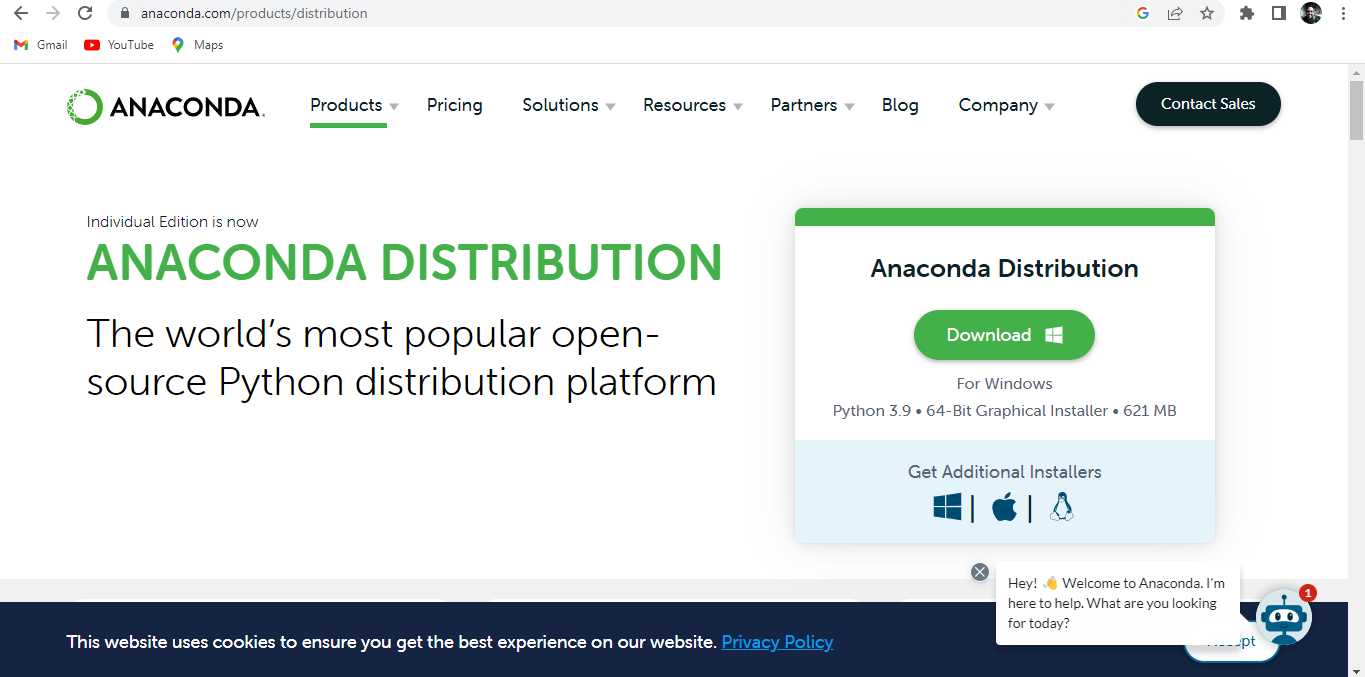 anaconda.com/products/distribution
Gmail YouTube Maps
ANACONDA. Products Pricing Solutions Resources Partners Blog Company Contact Sales
Individual Edition is now
ANACONDA DISTRIBUTION
The world’s most popular open-
source Python distribution platform
Anaconda Distribution
Download
For Windows
Python 3.9 • 64-Bit Graphical Installer • 621 MB
Get Additional Installers
Hey! 👋 Welcome to Anaconda. I'm
here to help. What are you looking
for today?
1
This website uses cookies to ensure you get the best experience on our website. Privacy Policy